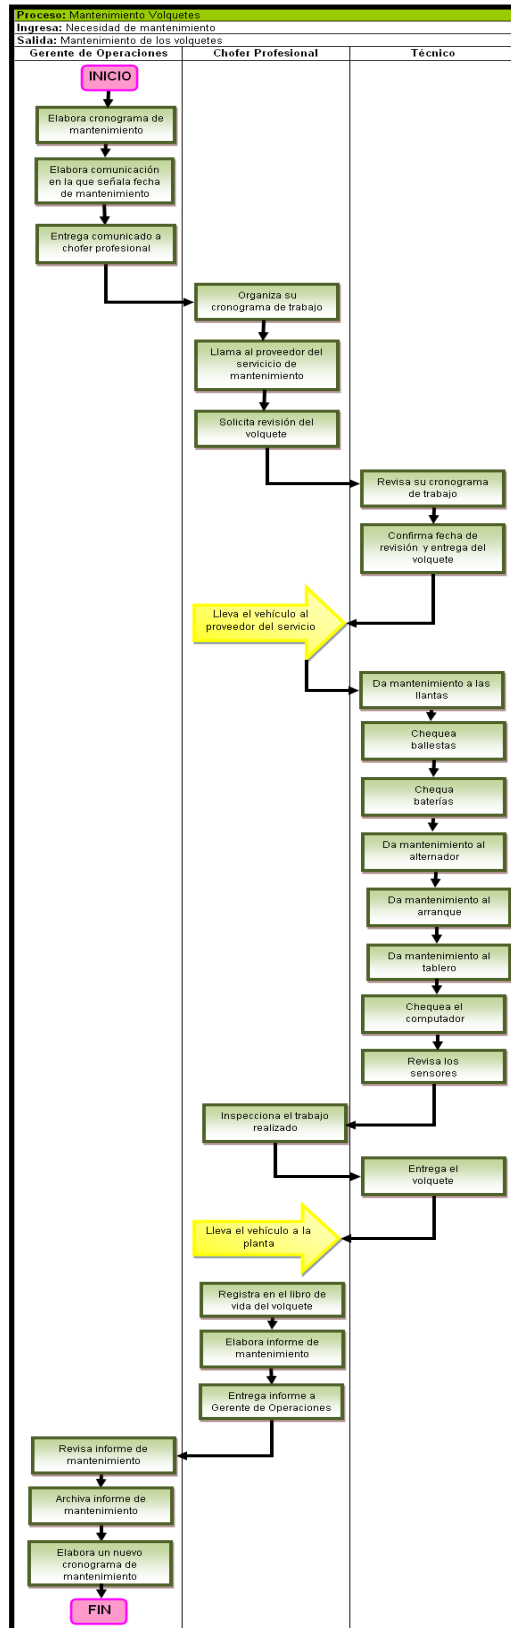 Proceso: Mantenimiento Volquetes
Ingresa: Necesidad de mantenimiento
Salida: Mantenimiento de los volquetes
Gerente de Operaciones
Chofer Profesional
Técnico
INICIO
Elabora cronograma de
mantenimiento
Elabora comunicación
en la que señala fecha
de mantenimiento
Entrega comunicado a
chofer profesional
Organiza su
cronograma de trabajo
Llama al proveedor del
servicicio de
mantenimiento
Solicita revisión del
volquete
Revisa su cronograma
de trabajo
Confirma fecha de
revisión y entrega del
volquete
Lleva el vehículo al
proveedor del servicio
Da mantenimiento a las
llantas
Chequea
ballestas
Chequa
baterías
Da mantenimiento al
alternador
Da mantenimiento al
arranque
Da mantenimiento al
tablero
Chequea el
computador
Revisa los
sensores
Inspecciona el trabajo
realizado
Entrega el
volquete
Lleva el vehículo a la
planta
Registra en el libro de
vida del volquete
Elabora informe de
mantenimiento
Entrega informe a
Gerente de Operaciones
Revisa informe de
mantenimiento
Archiva informe de
mantenimiento
Elabora un nuevo
cronograma de
mantenimiento
FIN